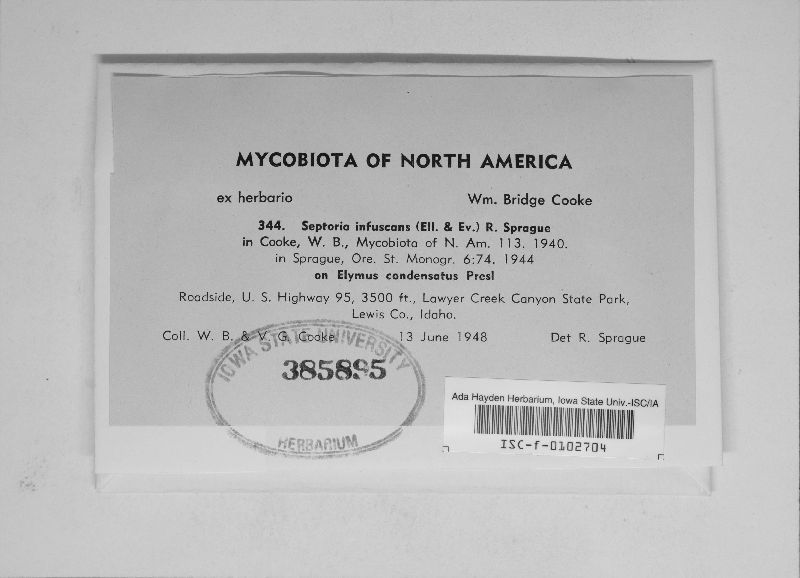 MYCOBIOTA OF NORTH AMERICA
ex herbario Wm. Bridge Cooke
344. Septoria infuscans (Ell. & Ev.) R. Sprague
in Cooke, W. B., Mycobiota of N. Am. 113. 1940.
in Sprague, Ore. St. Monogr. 6:74. 1944
on Elymus condensatus Presl
Roadside, U. S. Highway 95, 3500 ft., Lawyer Creek Canyon State Park,
Lewis Co., Idaho.
Coll. W. B. & V. G. Cooke 13 June 1948 Det R. Sprague
IOWA STATE UNIVERSITY
385895
HERBARIUM
Ada Hayden Herbarium, Iowa State Univ.-ISC/IA
ISC-f-0102704